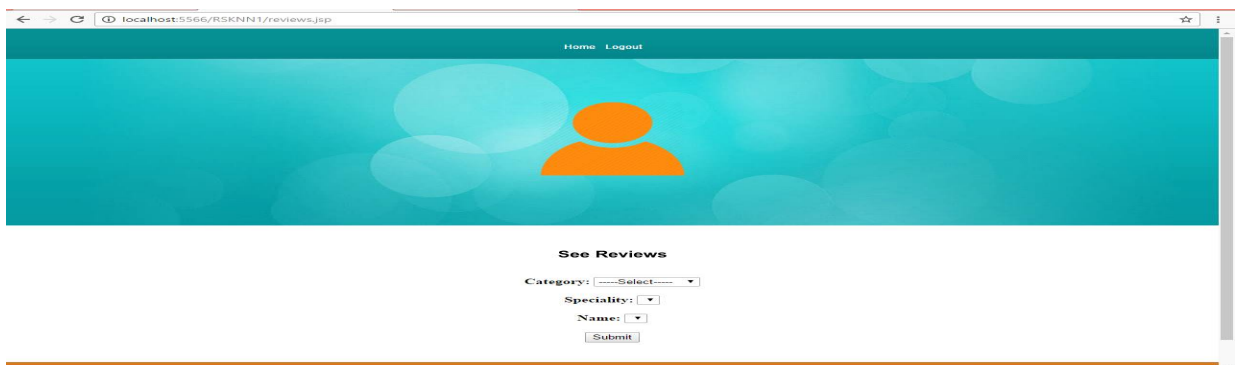 localhost:5566/RSKNN1/reviews.jsp
Home Logout
See Reviews
Category: -----Select-----
Speciality:
Name:
Submit